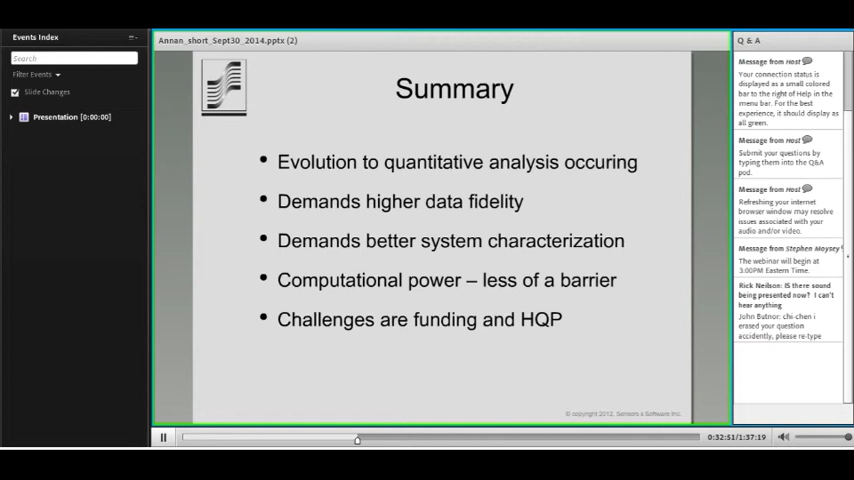 Events Index
Search
Filter Events
Slide Changes
Presentation [0:00:00]
Annan_short_Sept30_2014.pptx (2)
Summary
• Evolution to quantitative analysis occuring
• Demands higher data fidelity
• Demands better system characterization
• Computational power – less of a barrier
• Challenges are funding and HQP
© copyright 2012, Sensors & Software Inc.
0:32:51/1:37:19
Q & A
Message from Host
Your connection status is
displayed as a small colored
bar to the right of Help in the
menu bar. For the best
experience, it should display as
all green.
Message from Host
Submit your questions by
typing them into the Q&A
pod.
Message from Host
Refreshing your internet
browser window may resolve
issues associated with your
audio and/or video.
Message from Stephen Moysey
The webinar will begin at
3:00PM Eastern Time.
Rick Neilson: IS there sound
being presented now? I can't
hear anything
John Butnor: chi-chen i
erased your question
accidently, please re-type